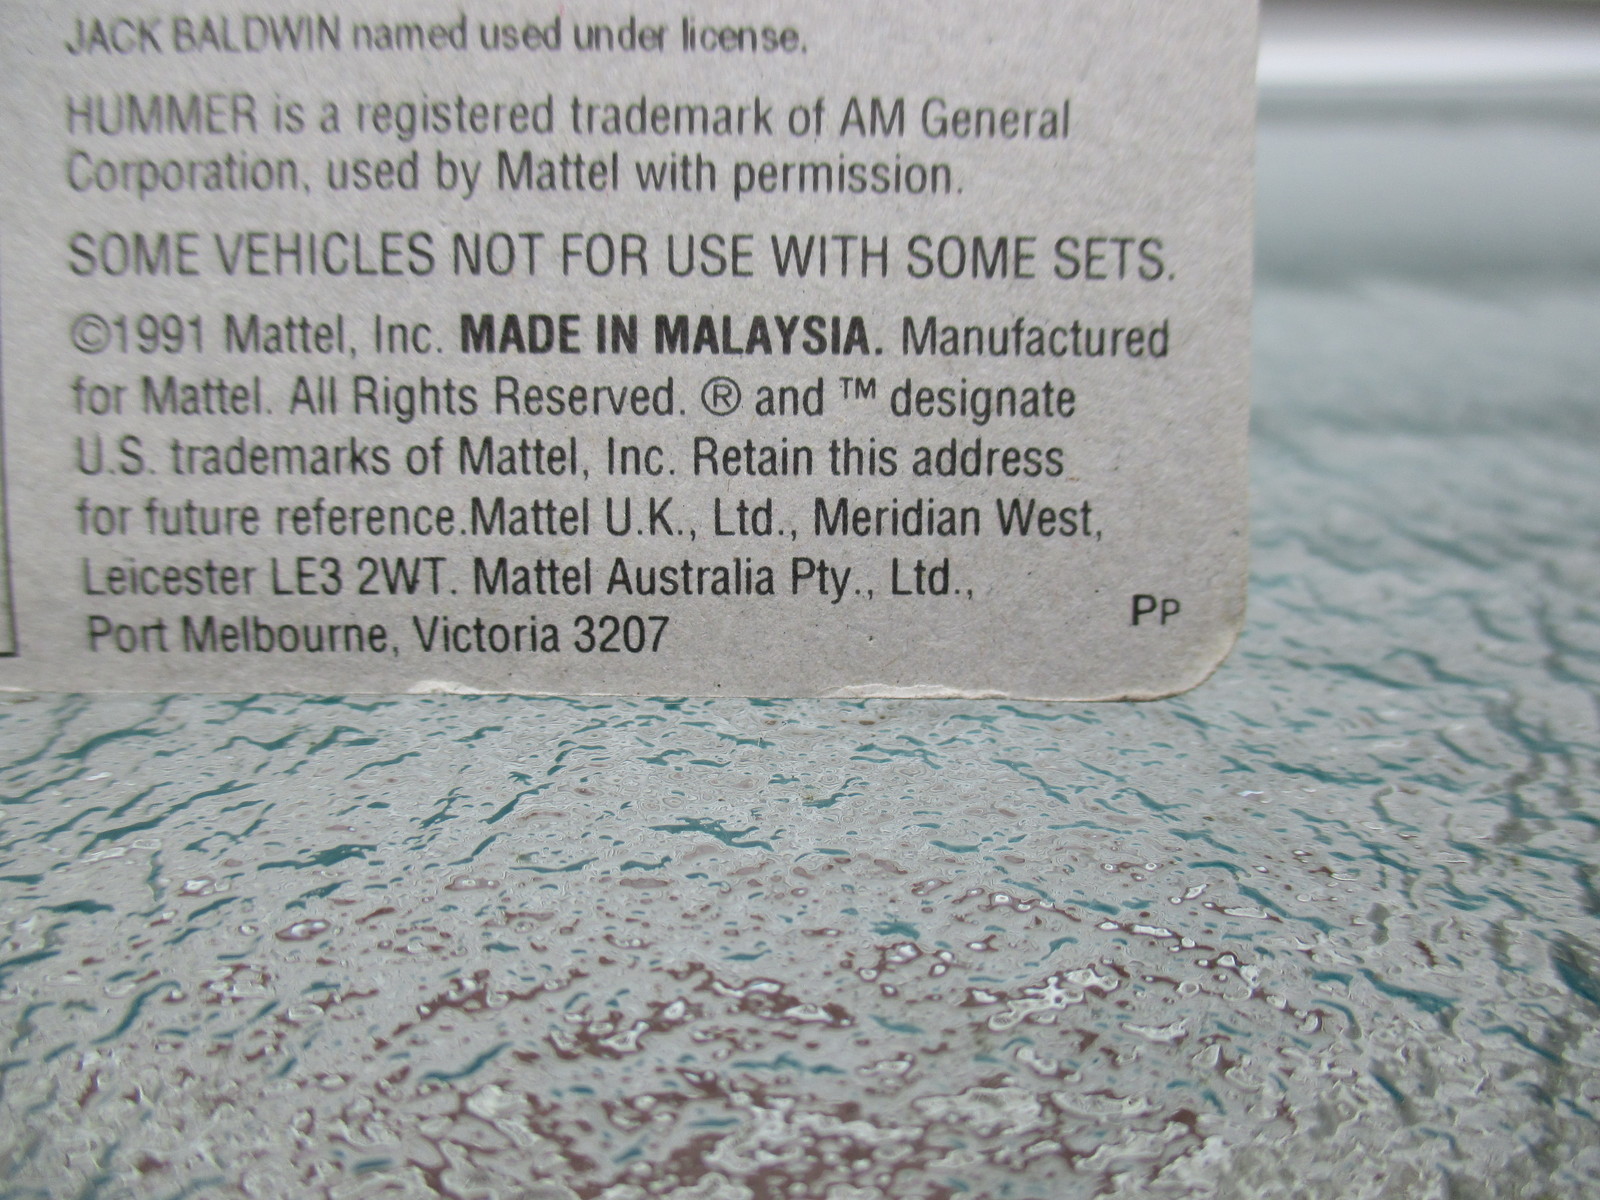 JACK BALDWIN named used under license.
HUMMER is a registered trademark of AM General
Corporation, used by Mattel with permission.
SOME VEHICLES NOT FOR USE WITH SOME SETS.
©1991 Mattel, Inc. MADE IN MALAYSIA. Manufactured
for Mattel. All Rights Reserved. ® and ™ designate
U.S. trademarks of Mattel, Inc. Retain this address
for future reference.Mattel U.K., Ltd., Meridian West,
Leicester LE3 2WT. Mattel Australia Pty., Ltd.,
Port Melbourne, Victoria 3207
PP